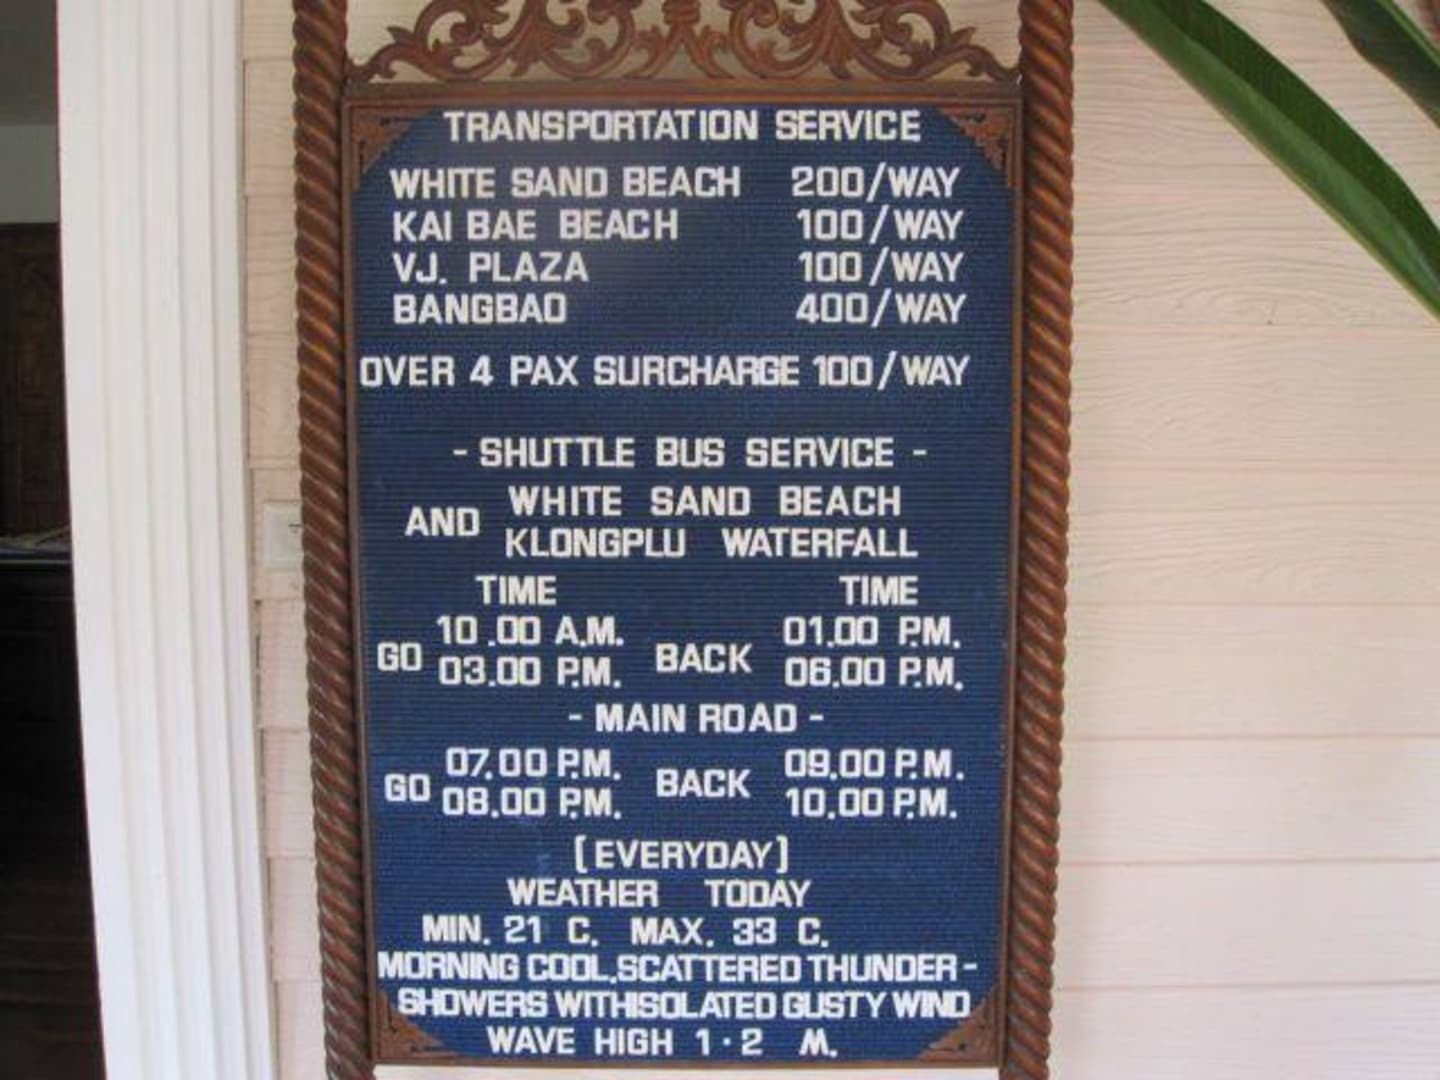 TRANSPORTATION SERVICE
WHITE SAND BEACH 200/WAY
KAI BAE BEACH 100/WAY
VJ. PLAZA 100/WAY
BANGBAO 400/WAY
OVER 4 PAX SURCHARGE 100/WAY
- SHUTTLE BUS SERVICE -
WHITE SAND BEACH
AND
KLONGPLU WATERFALL
TIME TIME
10.00 A.M. 01.00 P.M.
GO BACK
03.00 P.M. 06.00 P.M.
- MAIN ROAD -
07.00 P.M. 09.00 P.M.
GO BACK
08.00 P.M. 10.00 P.M.
[EVERYDAY]
WEATHER TODAY
MIN. 21 C. MAX. 33 C.
MORNING COOL.SCATTERED THUNDER-
SHOWERS WITHISOLATED GUSTY WIND
WAVE HIGH 1·2 M.